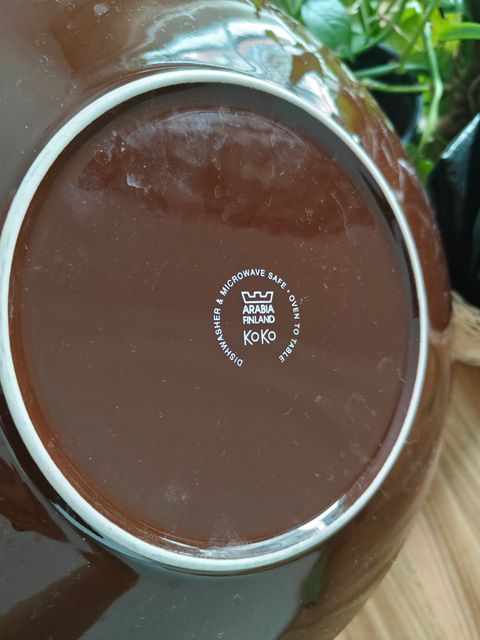 DISHWASHER & MICROWAVE SAFE • OVEN TO TABLE
ARABIA
FINLAND
KoKo